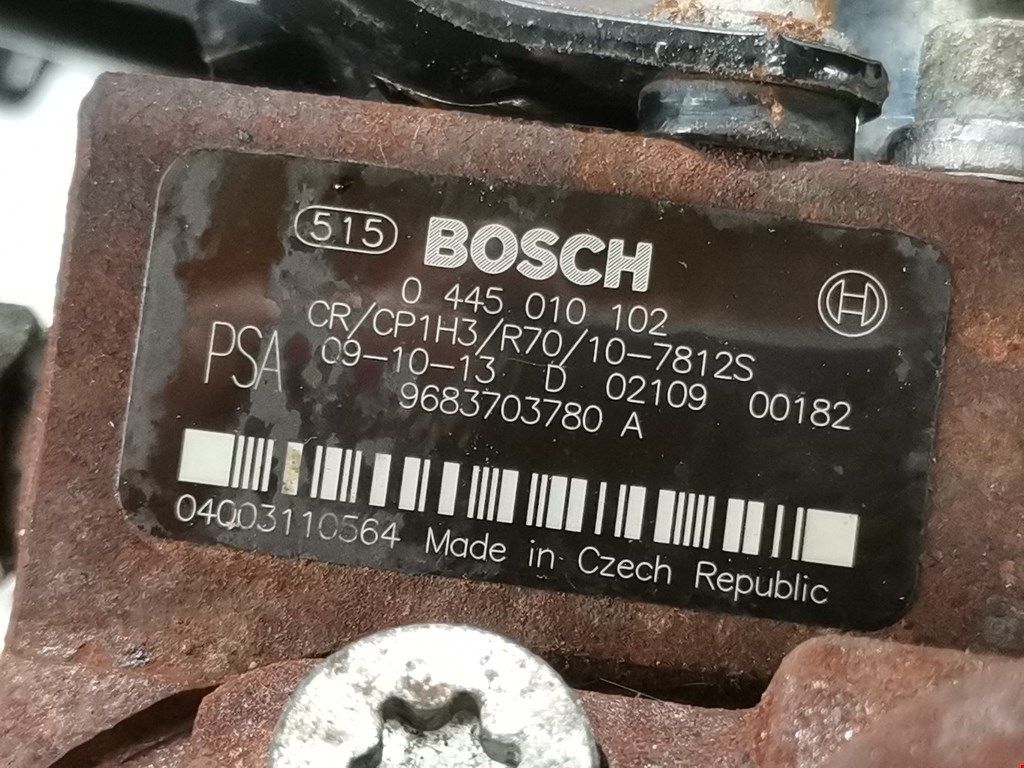 515 BOSCH
0 445 010 102
CR/CP1H3/R70/10-7812S
PSA 09-10-13 D 02109 00182
9683703780 A
04003110564 Made in Czech Republic